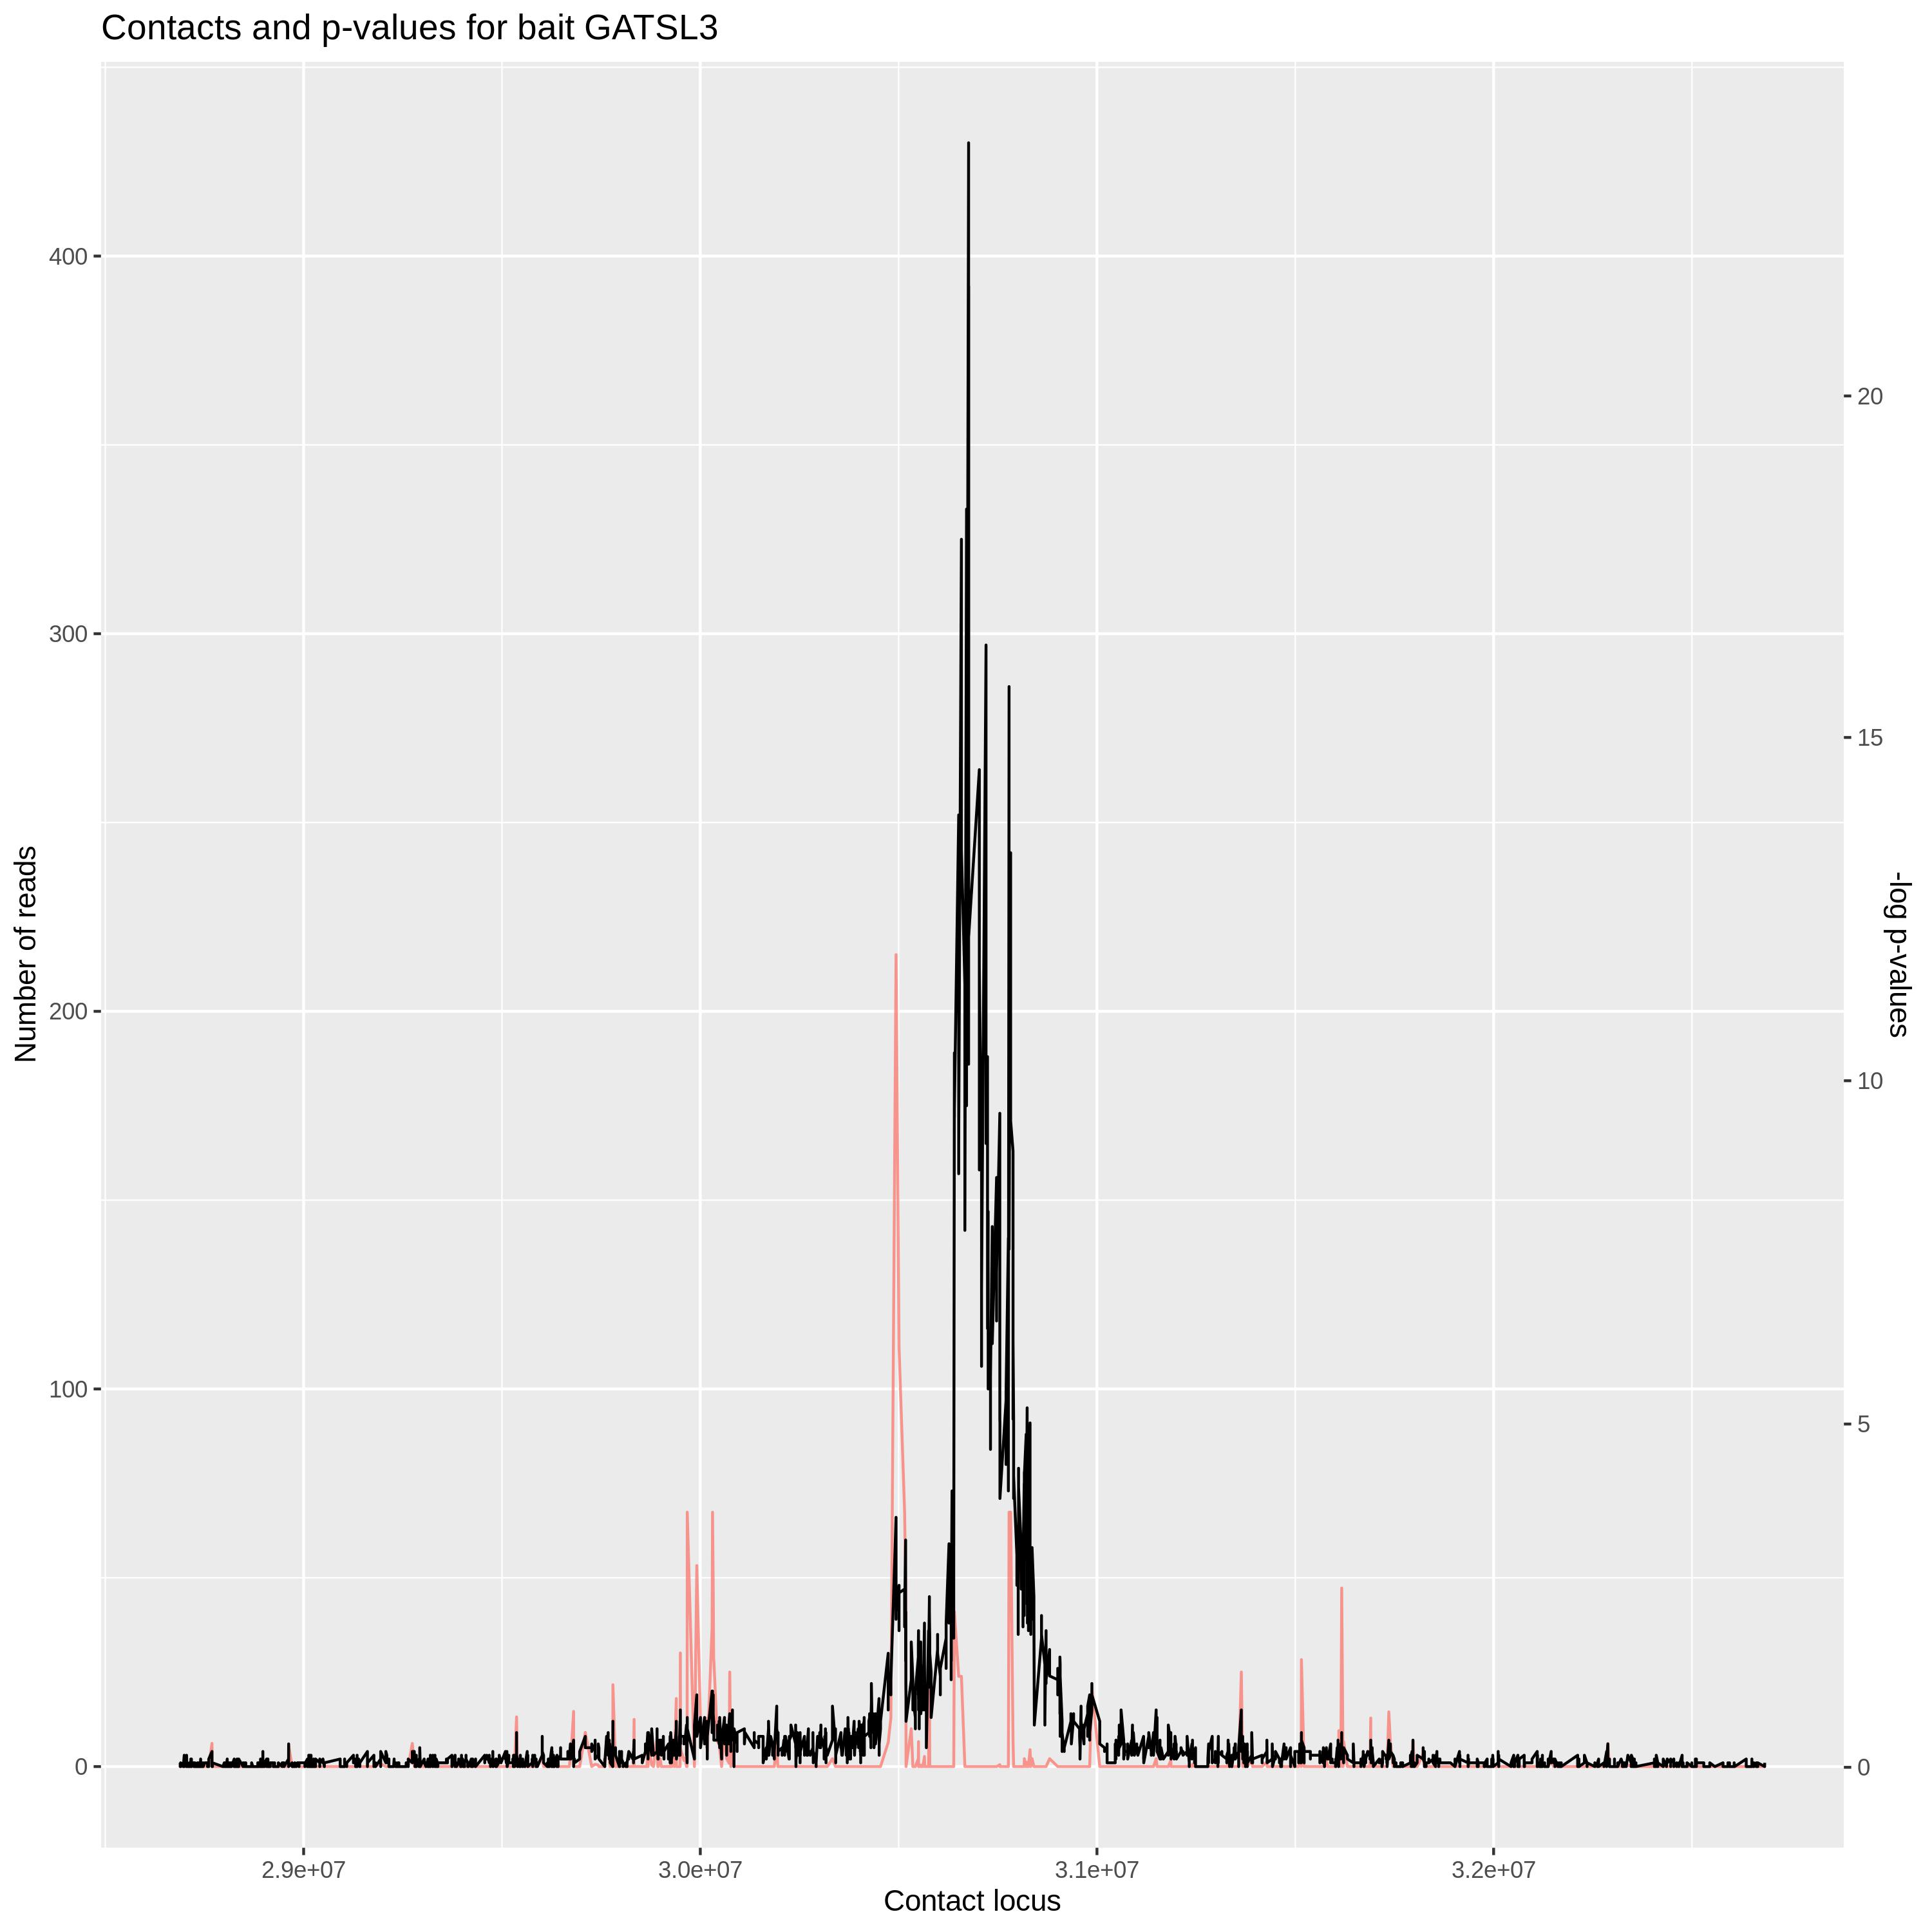 Contacts and p-values for bait GATSL3
Number of reads
400
300
200
100
0
20
15
10
5
0
-log p-values
2.9e+07 3.0e+07 3.1e+07 3.2e+07
Contact locus